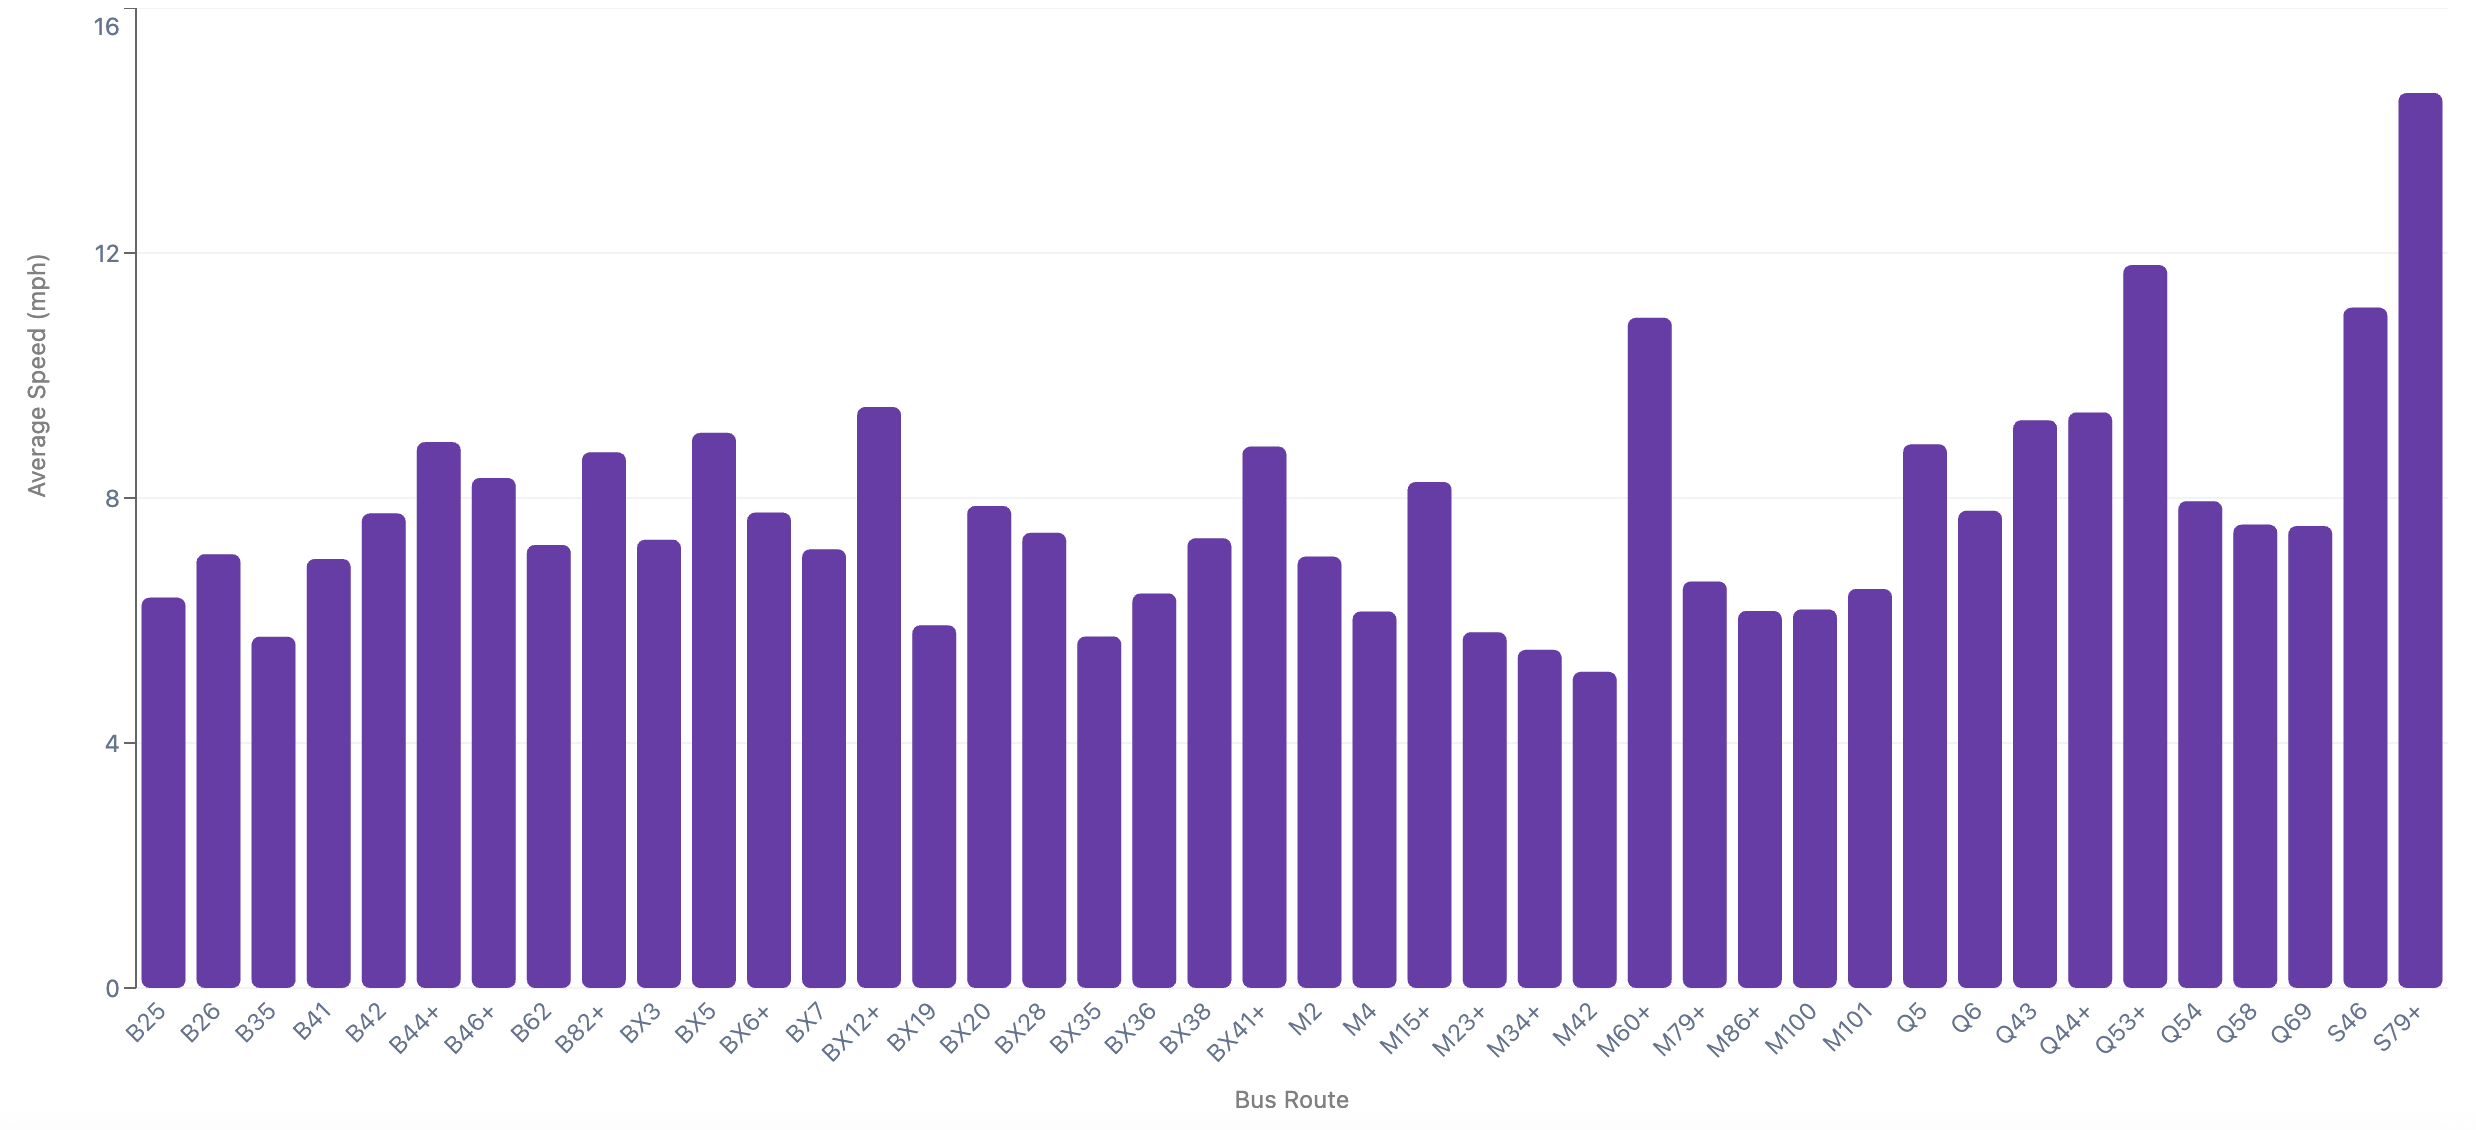 16
12
8
4
0
Average Speed (mph)
B25
B26
B35
B41
B42
B44+
B46+
B62
B82+
BX3
BX5
BX6+
BX7
BX12+
BX19
BX20
BX28
BX35
BX36
BX38
BX41+
M2
M4
M15+
M23+
M34+
M42
M60+
M79+
M86+
M100
M101
Q5
Q6
Q43
Q44+
Q53+
Q54
Q58
Q69
S46
S79+
Bus Route